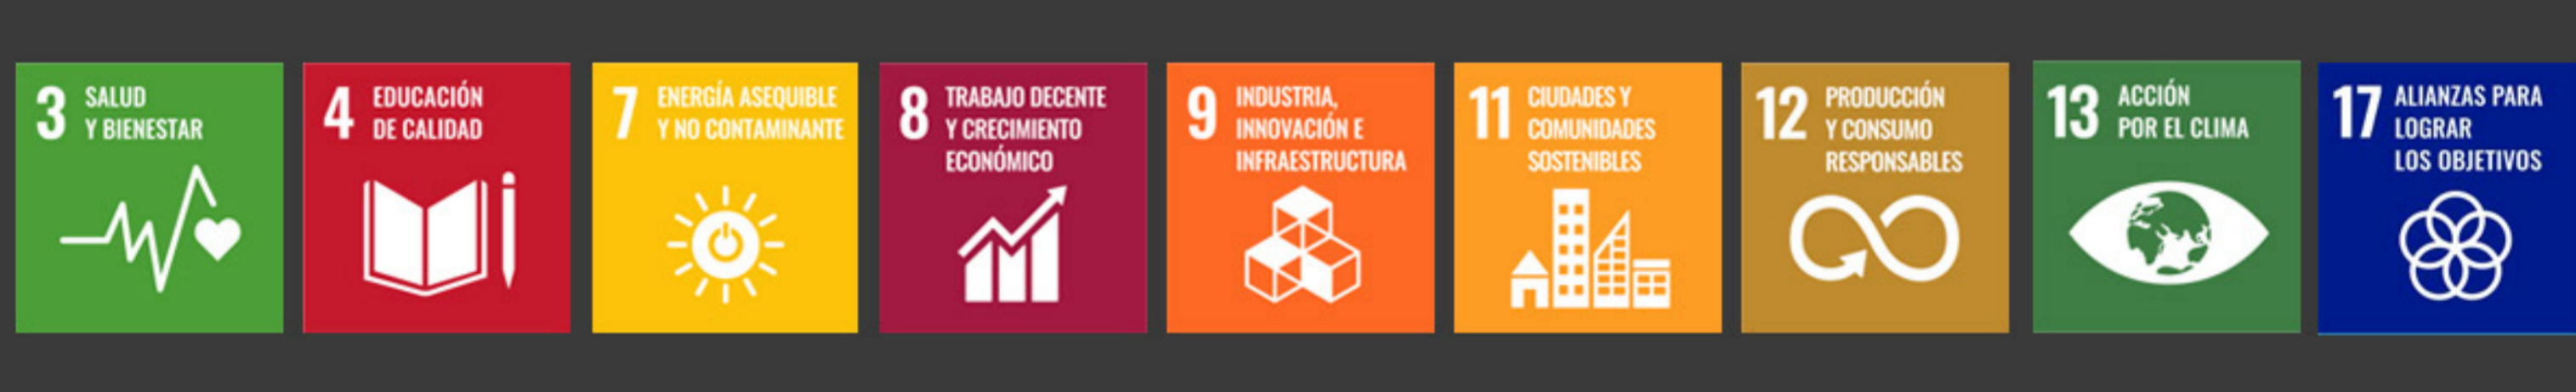 3 SALUD
Y BIENESTAR
4 EDUCACIÓN
DE CALIDAD
7 ENERGÍA ASEQUIBLE
Y NO CONTAMINANTE
8 TRABAJO DECENTE
Y CRECIMIENTO
ECONÓMICO
9 INDUSTRIA,
INNOVACIÓN E
INFRAESTRUCTURA
11 CIUDADES Y
COMUNIDADES
SOSTENIBLES
12 PRODUCCIÓN
Y CONSUMO
RESPONSABLES
13 ACCIÓN
POR EL CLIMA
17 ALIANZAS PARA
LOGRAR
LOS OBJETIVOS